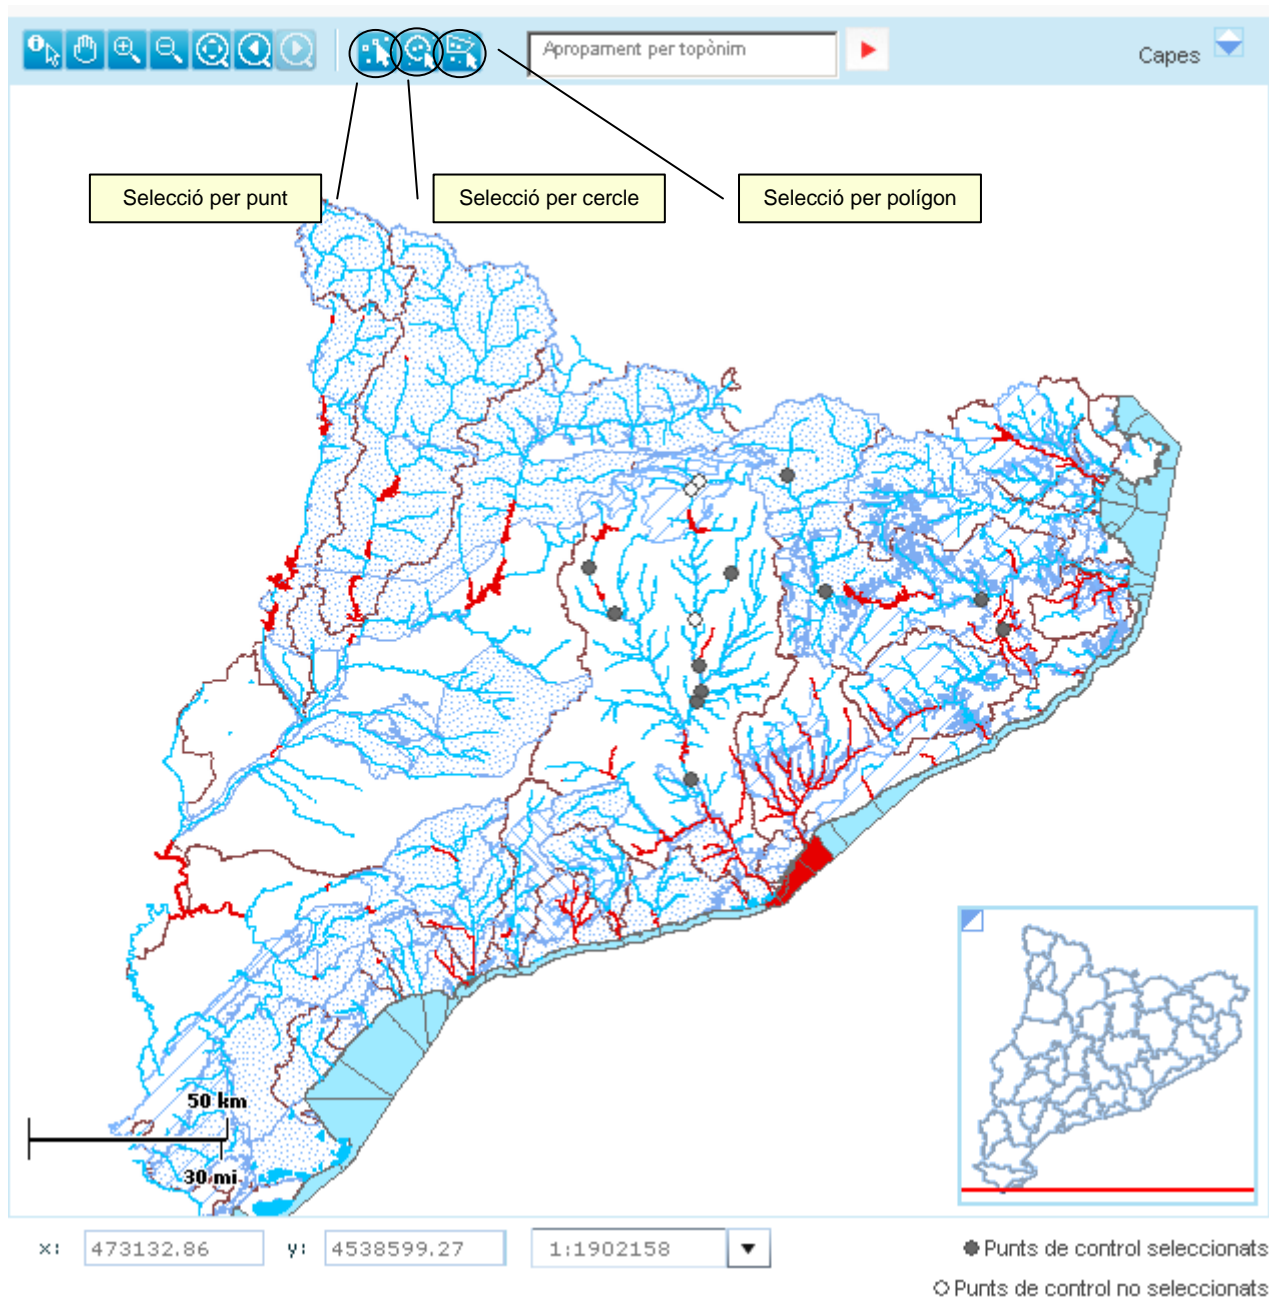 Apropament per topònim
Capes
Selecció per punt
Selecció per cercle
Selecció per polígon
50 km
30 mi
x: 473132.86 y: 4538599.27 1:1902158
Punts de control seleccionats
Punts de control no seleccionats